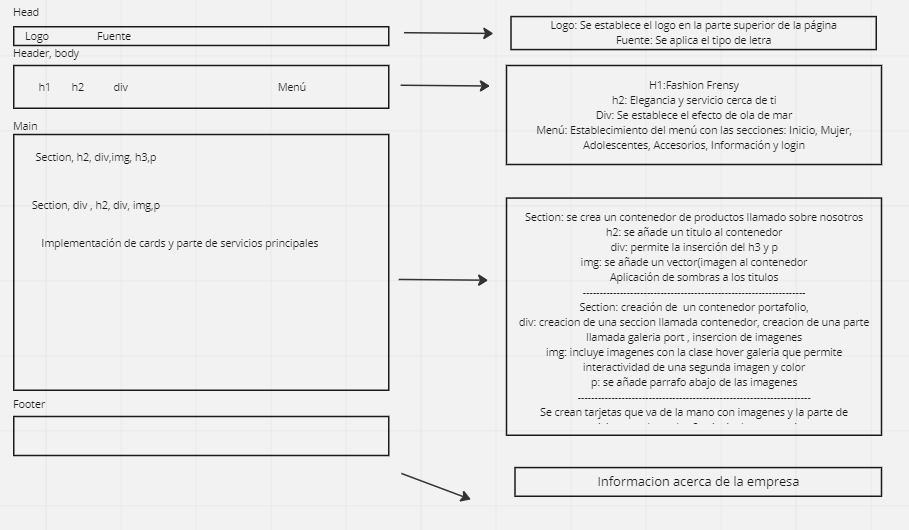 Head
Logo Fuente
Logo: Se establece el logo en la parte superior de la página
Fuente: Se aplica el tipo de letra
Header, body
h1 h2 div Menú
H1:Fashion Frensy
h2: Elegancia y servicio cerca de ti
Div: Se establece el efecto de ola de mar
Menú: Establecimiento del menú con las secciones: Inicio, Mujer,
Adolescentes, Accesorios, Información y login
Main
Section, h2, div,img, h3,p
Section, div , h2, div, img,p
Implementación de cards y parte de servicios principales
Section: se crea un contenedor de productos llamado sobre nosotros
h2: se añade un titulo al contenedor
div: permite la inserción del h3 y p
img: se añade un vector(imagen al contenedor
Aplicación de sombras a los titulos
------------------------------------------------------------------
Section: creación de un contenedor portafolio,
div: creacion de una seccion llamada contenedor, creacion de una parte
llamada galeria port , insercion de imagenes
img: incluye imagenes con la clase hover galeria que permite
interactividad de una segunda imagen y color
p: se añade parrafo abajo de las imagenes
---------------------------------------------------------------------
Se crean tarjetas que va de la mano con imagenes y la parte de
Footer
Informacion acerca de la empresa